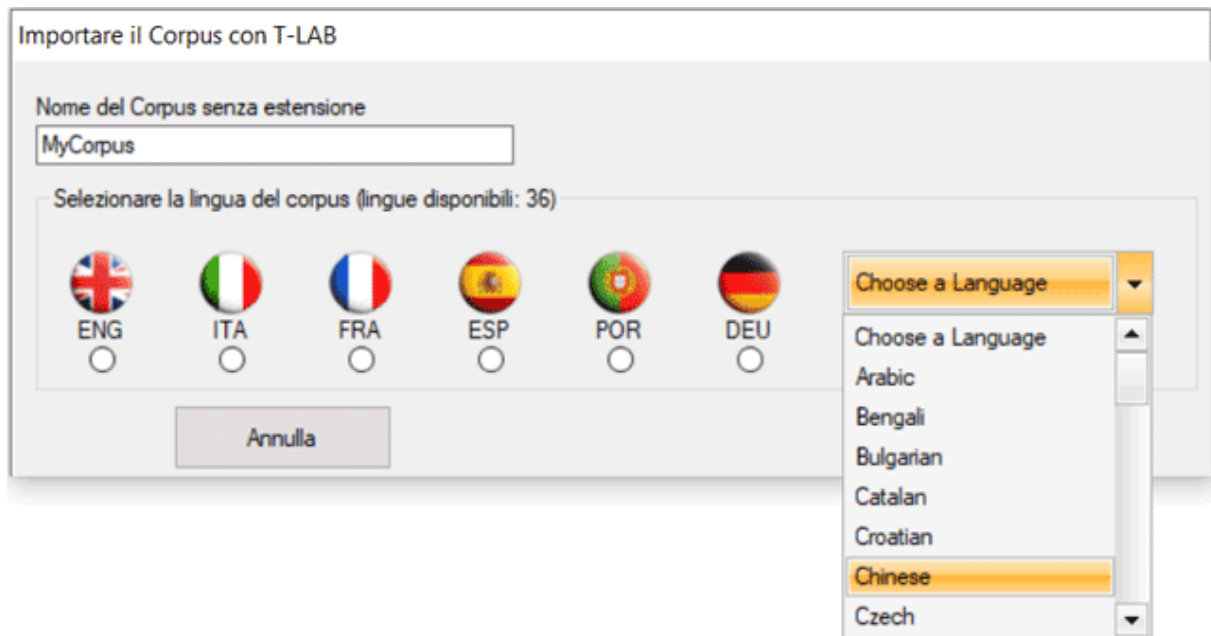 Importare il Corpus con T-LAB
Nome del Corpus senza estensione
MyCorpus
Selezionare la lingua del corpus (lingue disponibili: 36)
ENG ITA FRA ESP POR DEU
Choose a Language
Choose a Language
Arabic
Bengali
Bulgarian
Catalan
Croatian
Chinese
Czech
Annulla